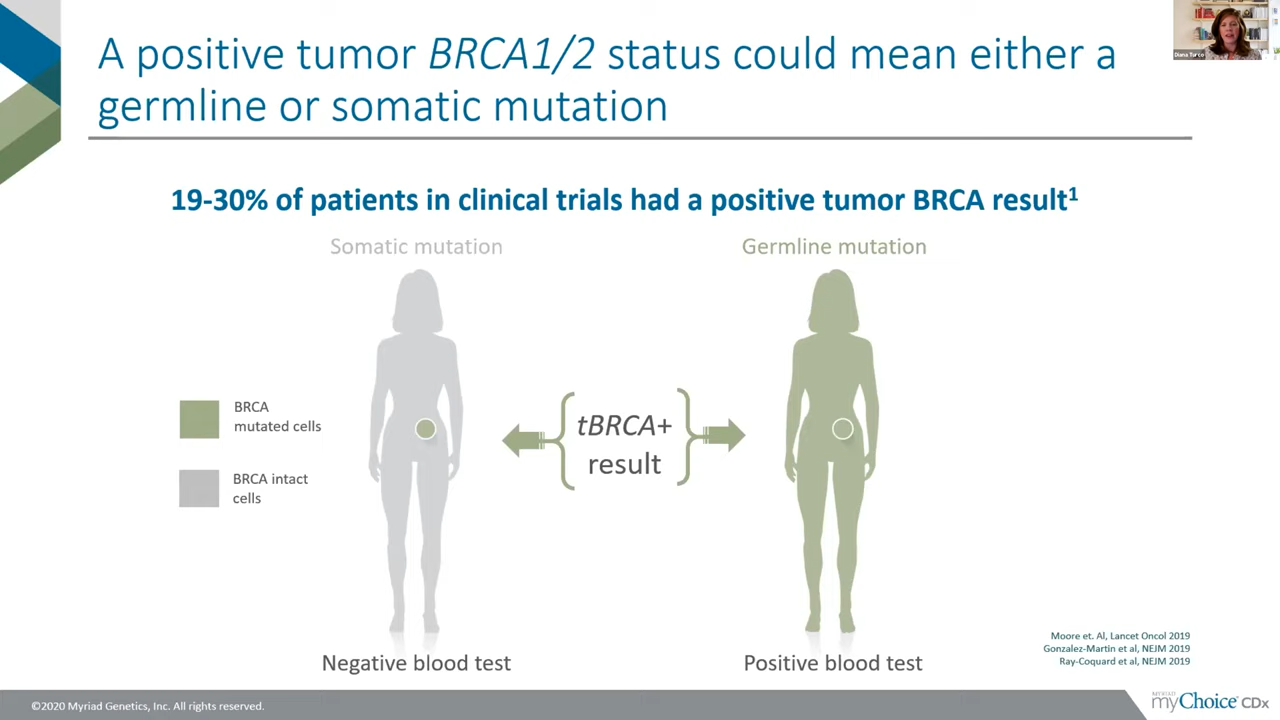 A positive tumor BRCA1/2 status could mean either a
germline or somatic mutation
Diana Turco
19-30% of patients in clinical trials had a positive tumor BRCA result¹
Somatic mutation
Germline mutation
BRCA
mutated cells
BRCA intact
cells
tBRCA+
result
Negative blood test
Positive blood test
Moore et. Al, Lancet Oncol 2019
Gonzalez-Martin et al, NEJM 2019
Ray-Coquard et al, NEJM 2019
©2020 Myriad Genetics, Inc. All rights reserved.
MYRIAD
myChoice CDx